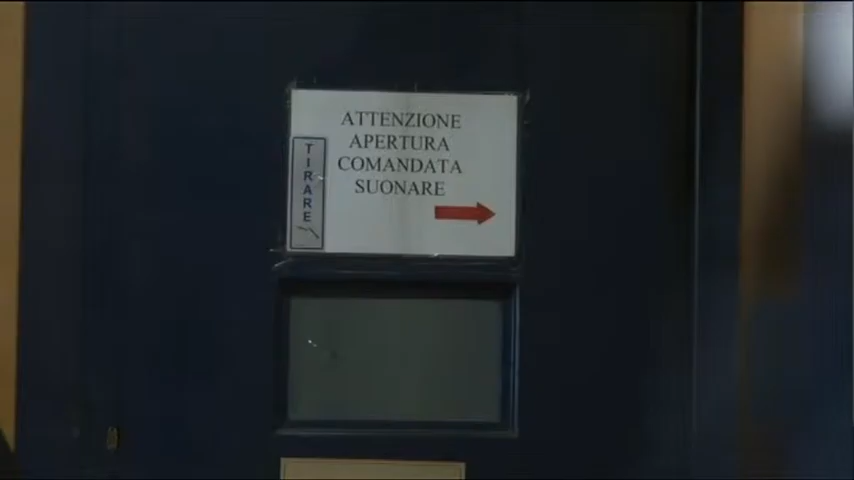 ATTENZIONE
APERTURA
COMANDATA
SUONARE
TIRARE